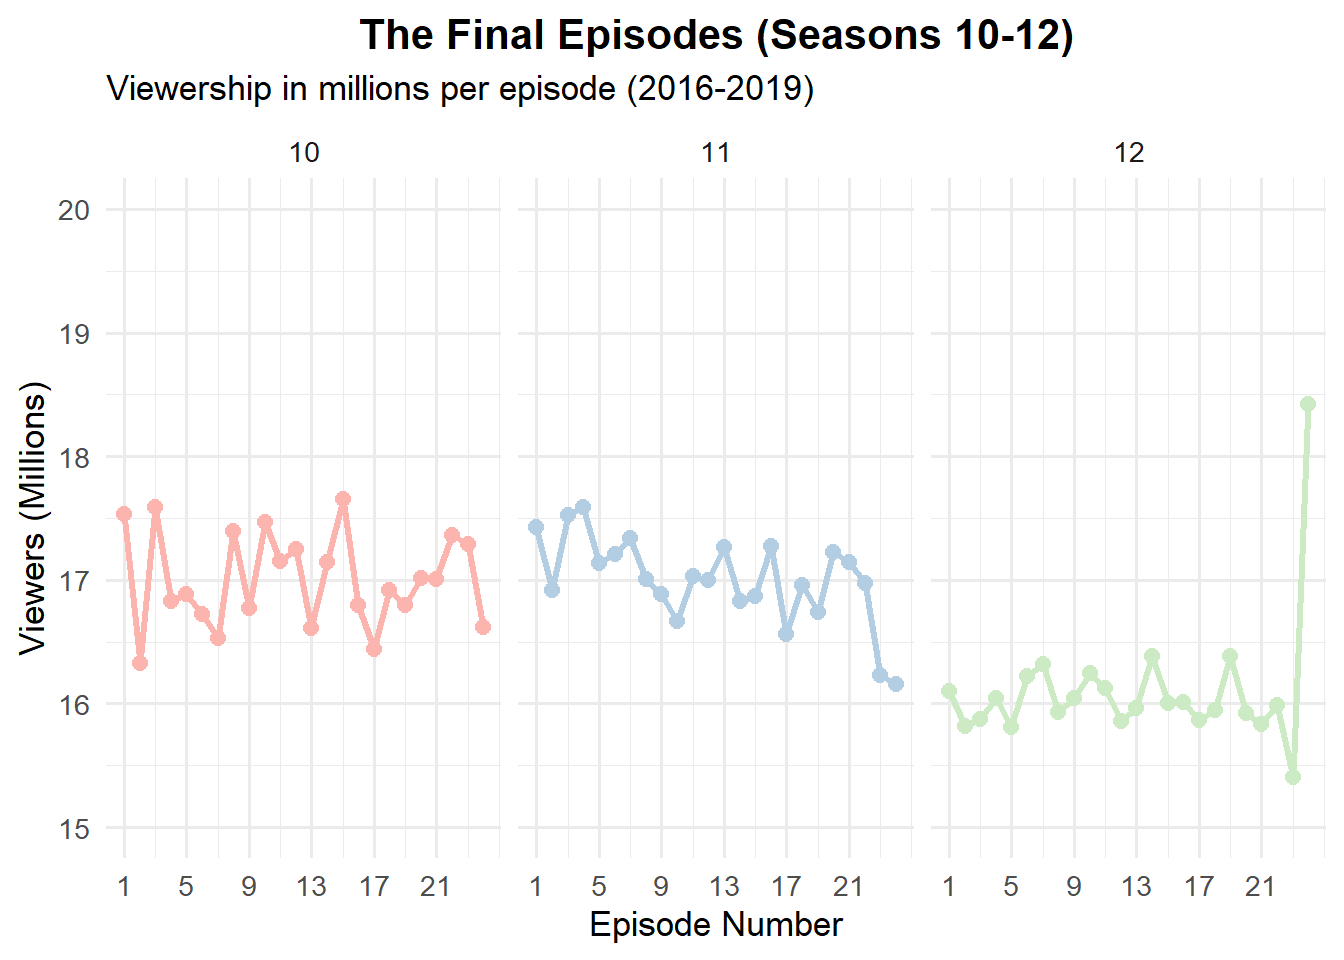 The Final Episodes (Seasons 10-12)
Viewership in millions per episode (2016-2019)
10 11 12
20
19
18
17
16
15
Viewers (Millions)
1 5 9 13 17 21 1 5 9 13 17 21 1 5 9 13 17 21
Episode Number